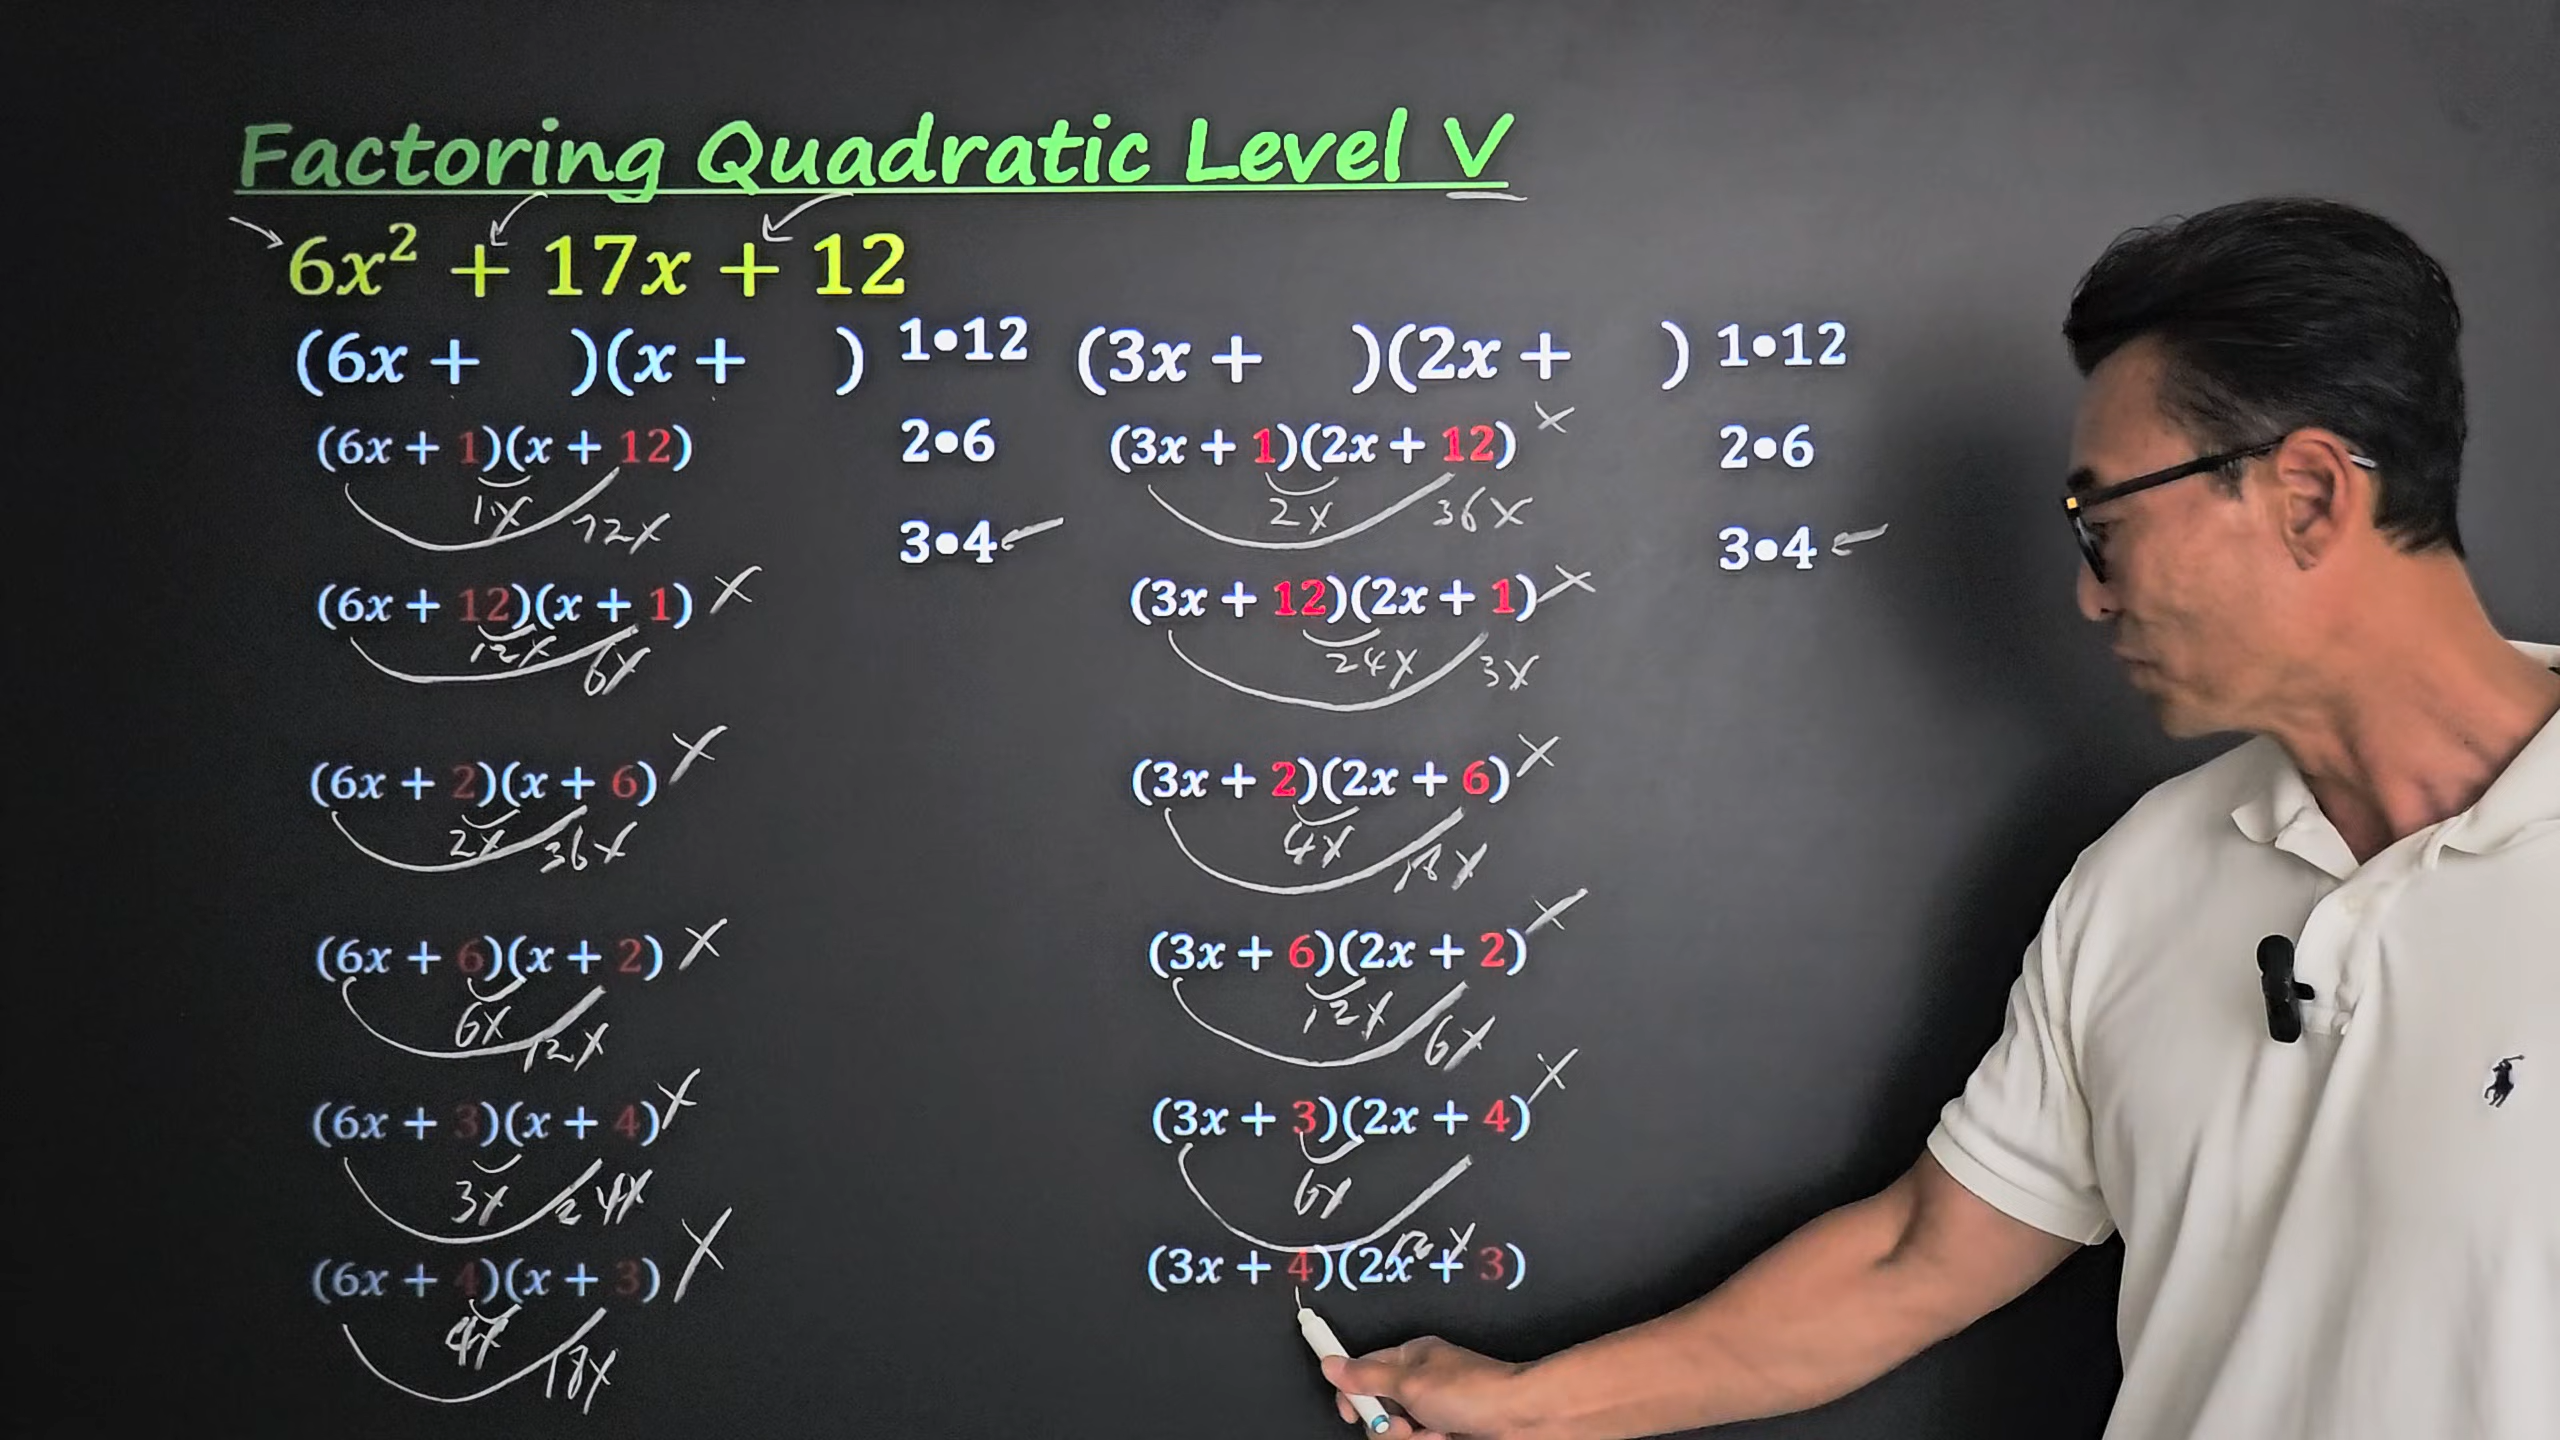 Factoring Quadratic Level V
6x² + 17x + 12
(6x + )(x + )
1•12
2•6
3•4
(6x + 1)(x + 12)
1x 72x
(6x + 12)(x + 1) x
12x 6x
(6x + 2)(x + 6) x
2x 36x
(6x + 6)(x + 2) x
6x 12x
(6x + 3)(x + 4) x
3x 24x
(6x + 4)(x + 3) x
4x 18x
(3x + )(2x + )
1•12
2•6
3•4
(3x + 1)(2x + 12) x
2x 36x
(3x + 12)(2x + 1) x
24x 3x
(3x + 2)(2x + 6) x
4x 18x
(3x + 6)(2x + 2) x
12x 6x
(3x + 3)(2x + 4) x
6x 12x
(3x + 4)(2x + 3)